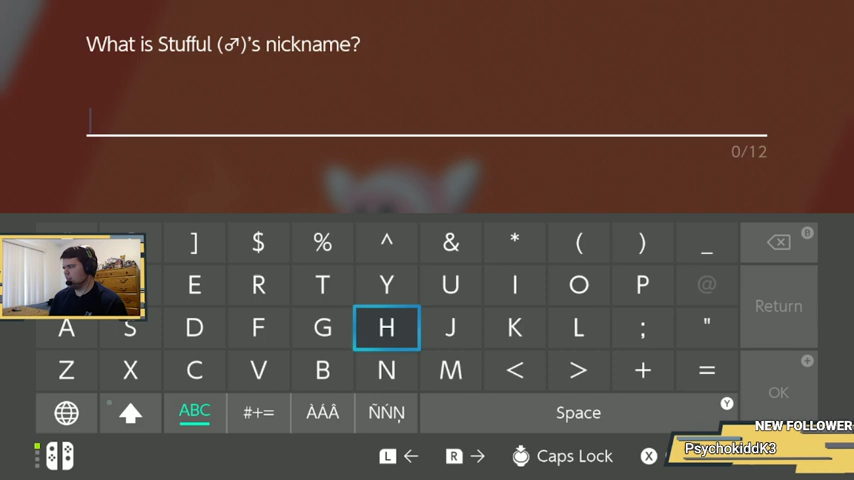 What is Stufful (♂)'s nickname?
0/12
] $ % ^ & * ( ) _ B
E R T Y U I O P @ Return
A S D F G H J K L ; "
Z X C V B N M < > + = OK
ABC #+= ÀÁÂ ÑŃŅ Space Y
L ← R → Caps Lock X
NEW FOLLOWER
PsychokiddK3